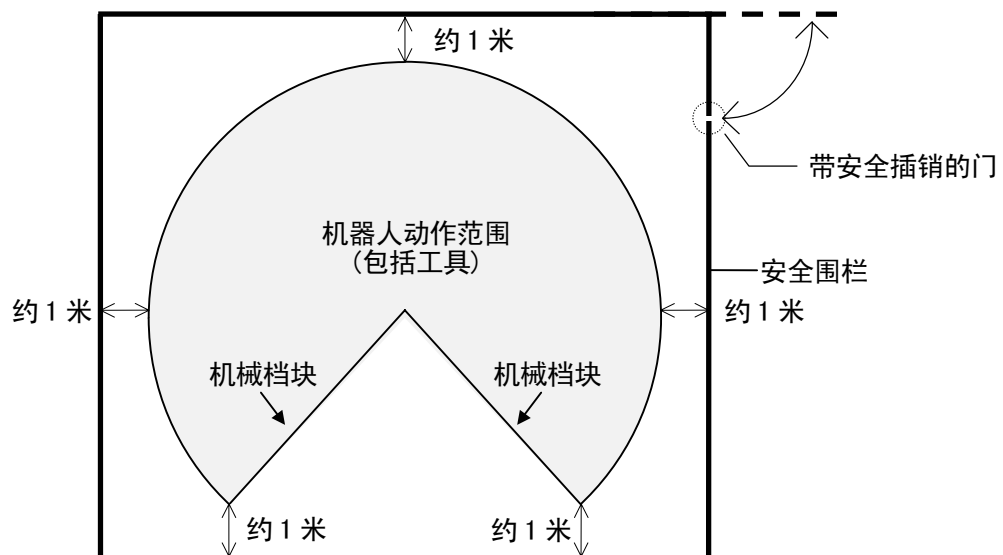 约1米
带安全插销的门
机器人动作范围
(包括工具)
安全围栏
约1米
约1米
机械档块
机械档块
约1米
约1米